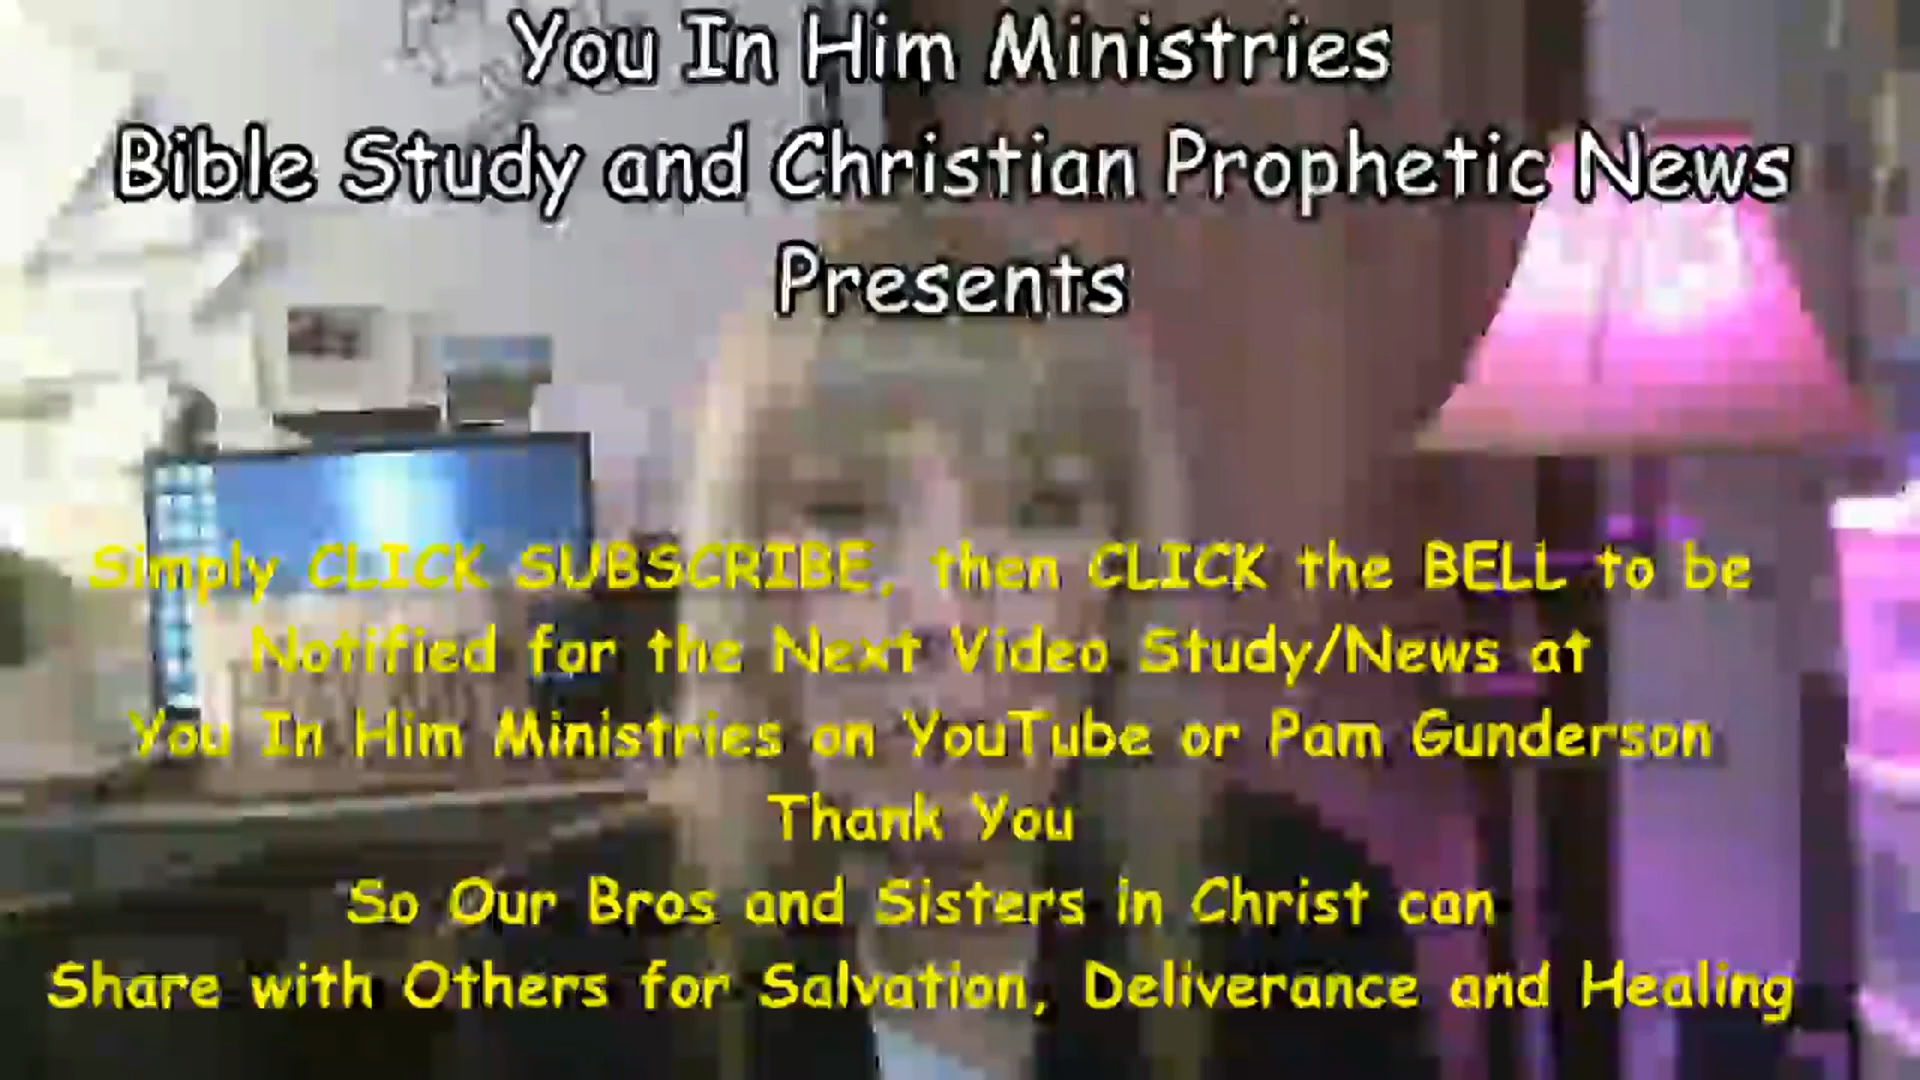 You In Him Ministries
Bible Study and Christian Prophetic News
Presents
Simply CLICK SUBSCRIBE, then CLICK the BELL to be
Notified for the Next Video Study/News at
You In Him Ministries on YouTube or Pam Gunderson
Thank You
So Our Bros and Sisters in Christ can
Share with Others for Salvation, Deliverance and Healing